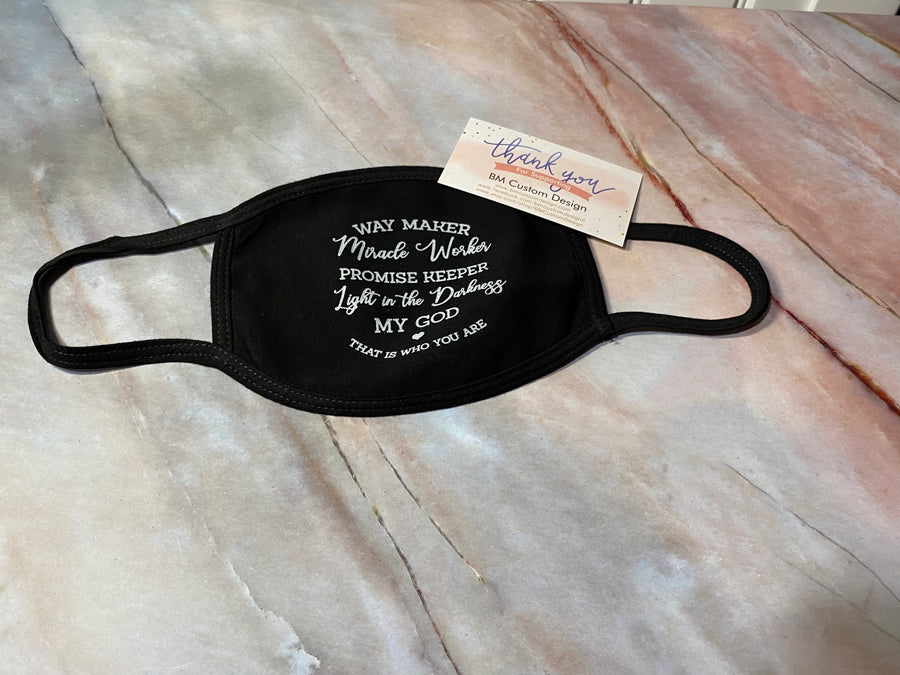 WAY MAKER
Miracle Worker
PROMISE KEEPER
Light in the Darkness
MY GOD
THAT IS WHO YOU ARE
thank you
For Supporting
BM Custom Design